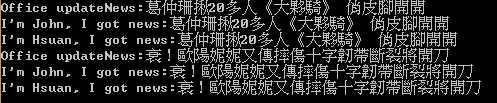 Office updateNews:葛仲珊揪20多人《大夥騎》 俏皮腳開開
I'm John, I got news:葛仲珊揪20多人《大夥騎》 俏皮腳開開
I'm Hsuan, I got news:葛仲珊揪20多人《大夥騎》 俏皮腳開開
Office updateNews:衰！歐陽妮妮又傳摔傷十字韌帶斷裂將開刀
I'm John, I got news:衰！歐陽妮妮又傳摔傷十字韌帶斷裂將開刀
I'm Hsuan, I got news:衰！歐陽妮妮又傳摔傷十字韌帶斷裂將開刀